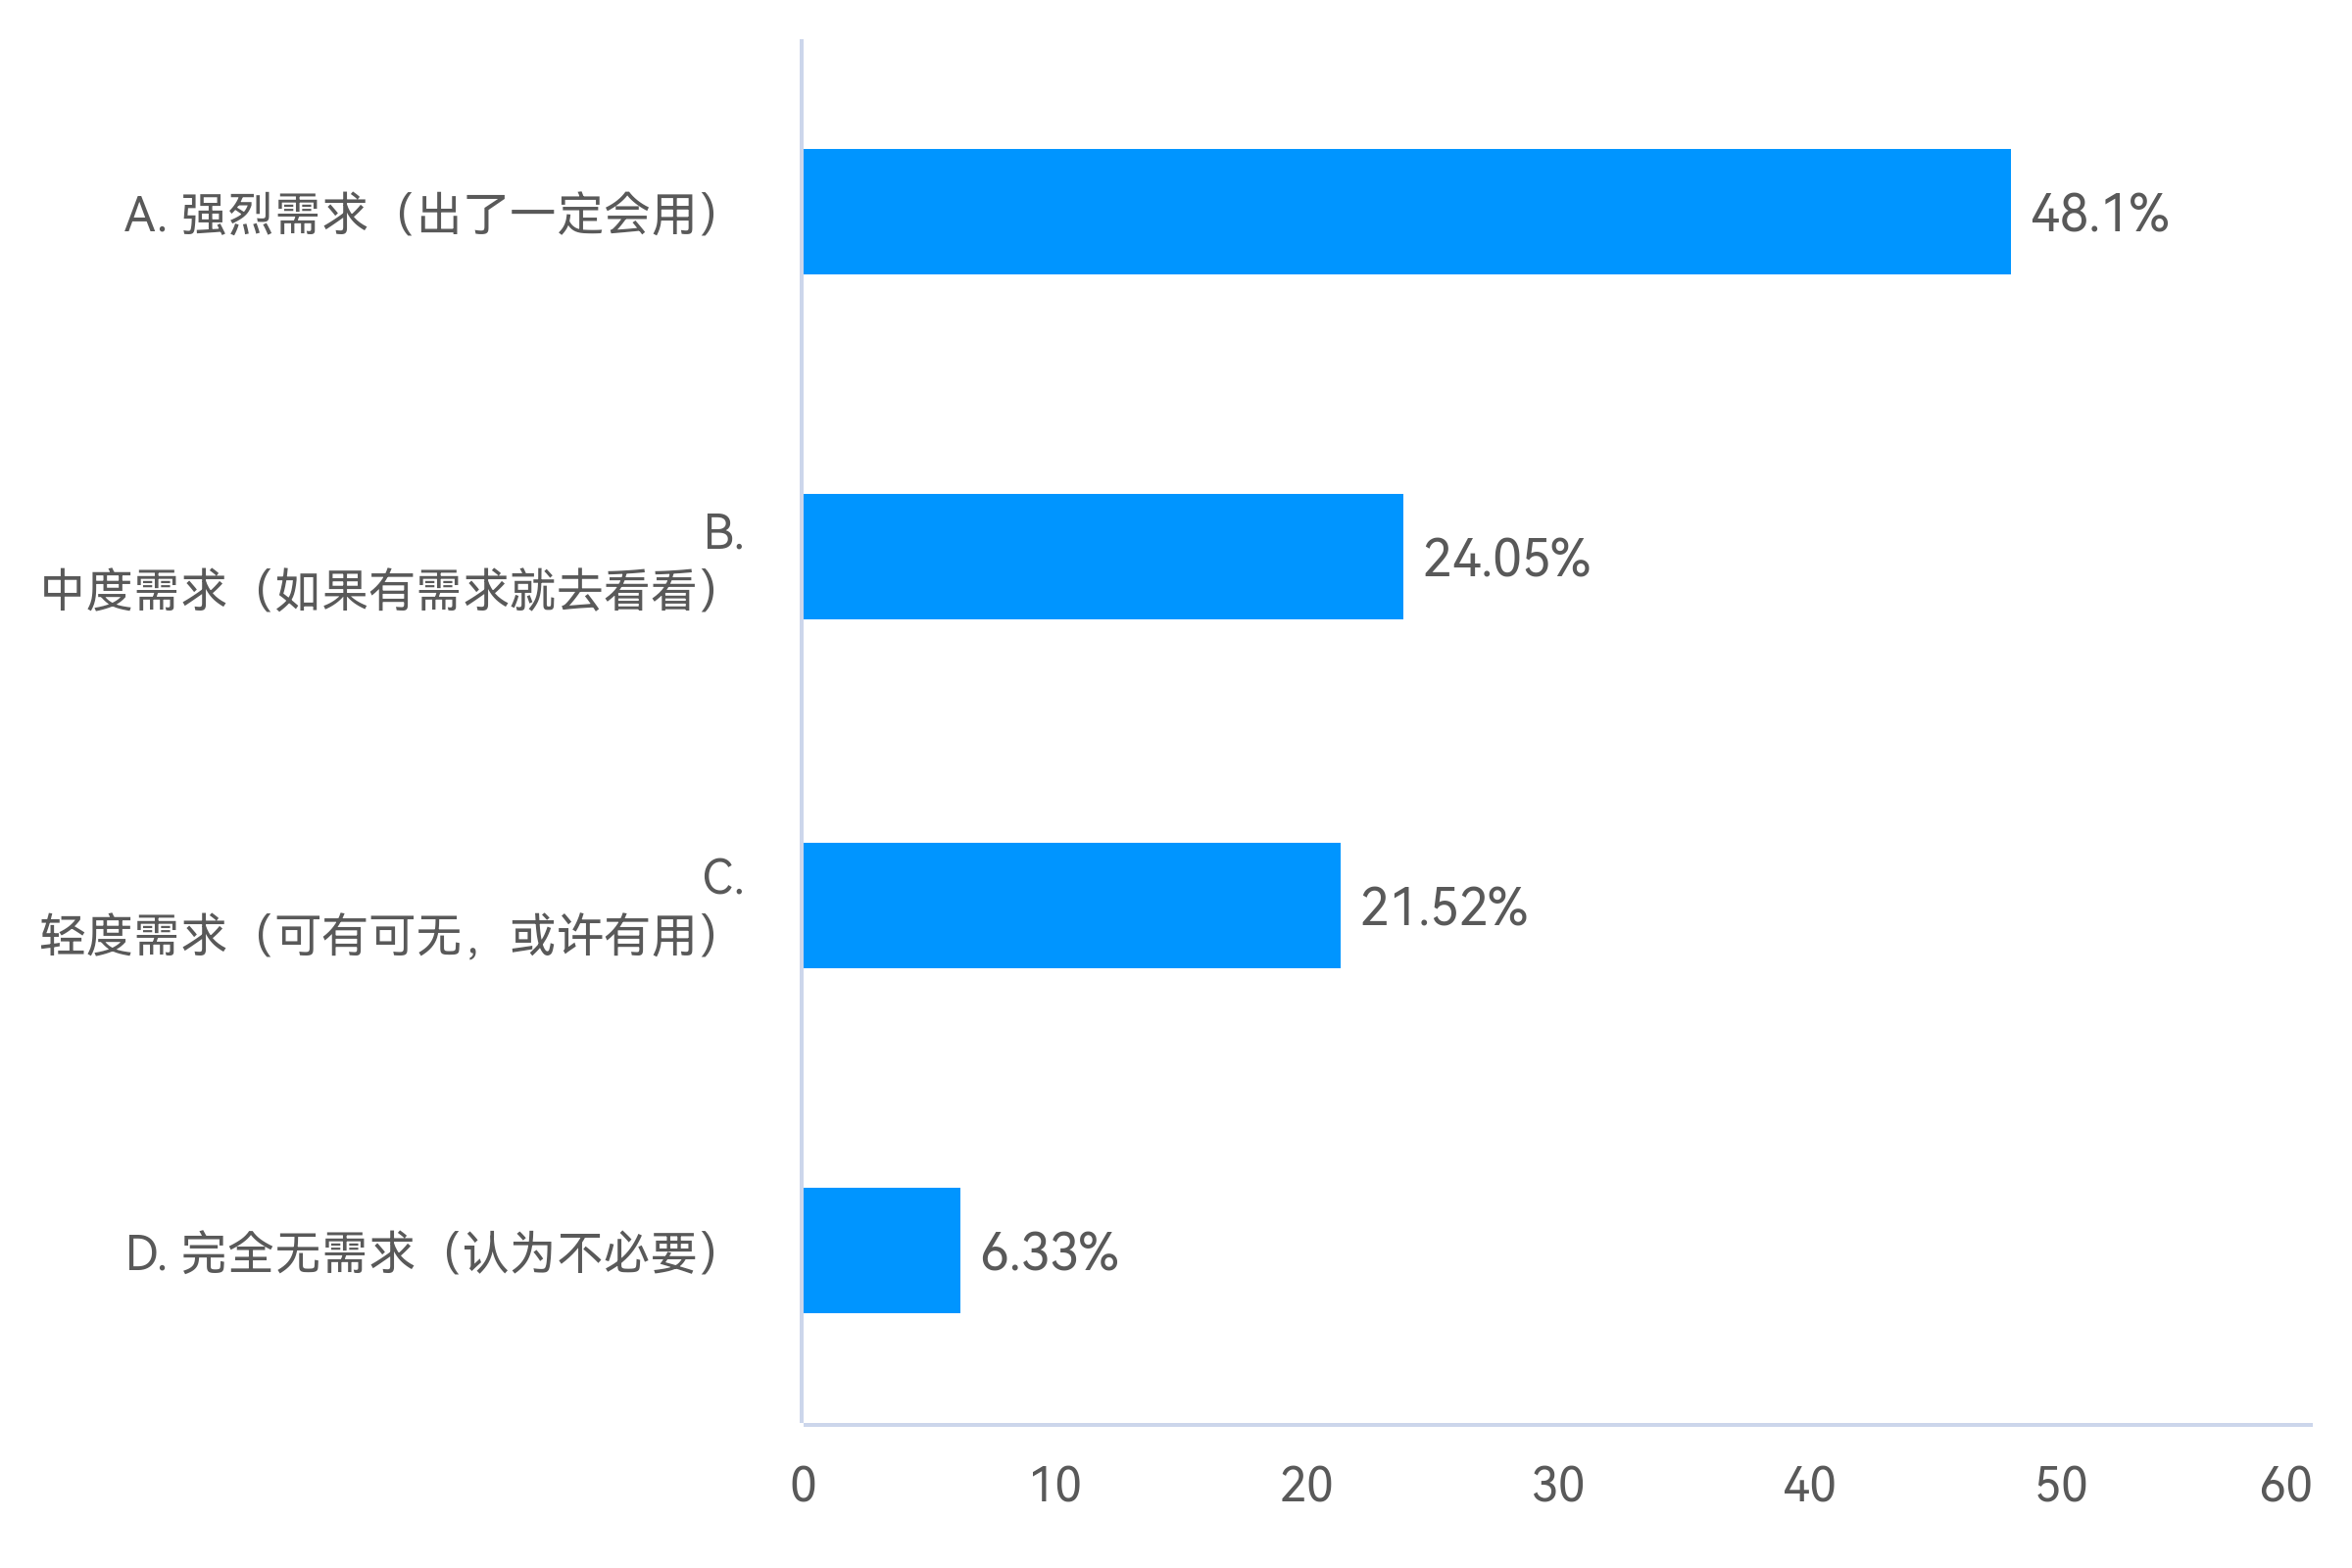 A. 强烈需求（出了一定会用）
48.1%
B.
中度需求（如果有需求就去看看）
24.05%
C.
轻度需求（可有可无，或许有用）
21.52%
D. 完全无需求（认为不必要）
6.33%
0 10 20 30 40 50 60